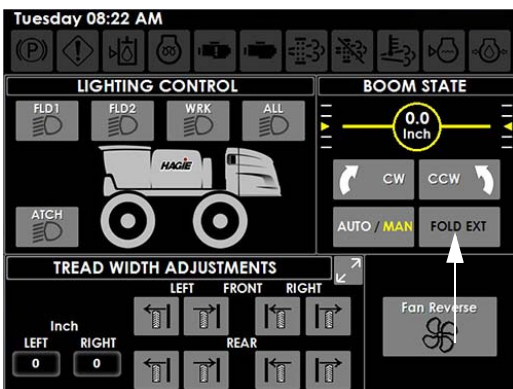 Tuesday 08:22 AM
(P)
LIGHTING CONTROL
FLD1 FLD2 WRK ALL
HAGIE
ATCH
BOOM STATE
0.0
Inch
CW CCW
AUTO / MAN FOLD EXT
TREAD WIDTH ADJUSTMENTS
LEFT FRONT RIGHT
Inch
LEFT RIGHT
REAR
0 0
Fan Reverse